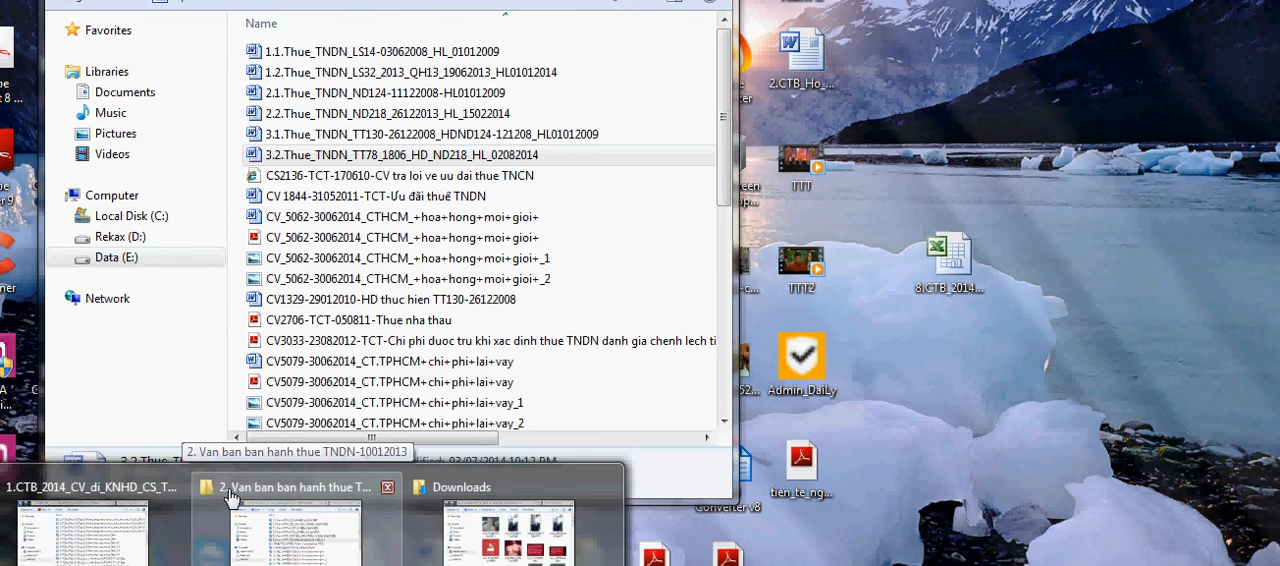 Name
Favorites
Libraries
Documents
Music
Pictures
Videos
Computer
Local Disk (C:)
Rekax (D:)
Data (E:)
Network
1.1.Thue_TNDN_LS14-03062008_HL_01012009
1.2.Thue_TNDN_LS32_2013_QH13_19062013_HL01012014
2.1.Thue_TNDN_ND124-11122008-HL01012009
2.2.Thue_TNDN_ND218_26122013_HL_15022014
3.1.Thue_TNDN_TT130-26122008_HDND124-121208_HL01012009
3.2.Thue_TNDN_TT78_1806_HD_ND218_HL_02082014
CS2136-TCT-170610-CV tra loi ve uu dai thue TNCN
CV 1844-31052011-TCT-Ưu đãi thuế TNDN
CV_5062-30062014_CTHCM_+hoa+hong+moi+gioi+
CV_5062-30062014_CTHCM_+hoa+hong+moi+gioi+
CV_5062-30062014_CTHCM_+hoa+hong+moi+gioi+_1
CV_5062-30062014_CTHCM_+hoa+hong+moi+gioi+_2
CV1329-29012010-HD thuc hien TT130-26122008
CV2706-TCT-050811-Thue nha thau
CV3033-23082012-TCT-Chi phi duoc tru khi xac dinh thue TNDN danh gia chenh lech ti
CV5079-30062014_CT.TPHCM+chi+phi+lai+vay
CV5079-30062014_CT.TPHCM+chi+phi+lai+vay
CV5079-30062014_CT.TPHCM+chi+phi+lai+vay_1
CV5079-30062014_CT.TPHCM+chi+phi+lai+vay_2
2. Van ban ban hanh thue TNDN-10012013
1.CTB_2014_CV_di_KNHD_CS_T...
2. Van ban ban hanh thue T...
Downloads
2.CTB_Ho_...
TTT
TTT2
8.CTB_2014...
Admin_DaiLy
tien_te_ng...
Converter v8